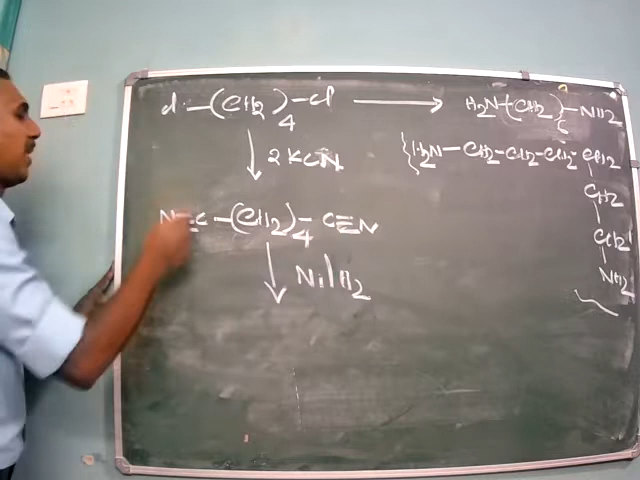 cl-(CH2)4-cl ⟶ H2N-(CH2)6-NH2
↓ 2KCN
{H2N-CH2-CH2-CH2 CH2
CH2
CH2
NH2
N≡C-(CH2)4-C≡N
↓ Ni/H2